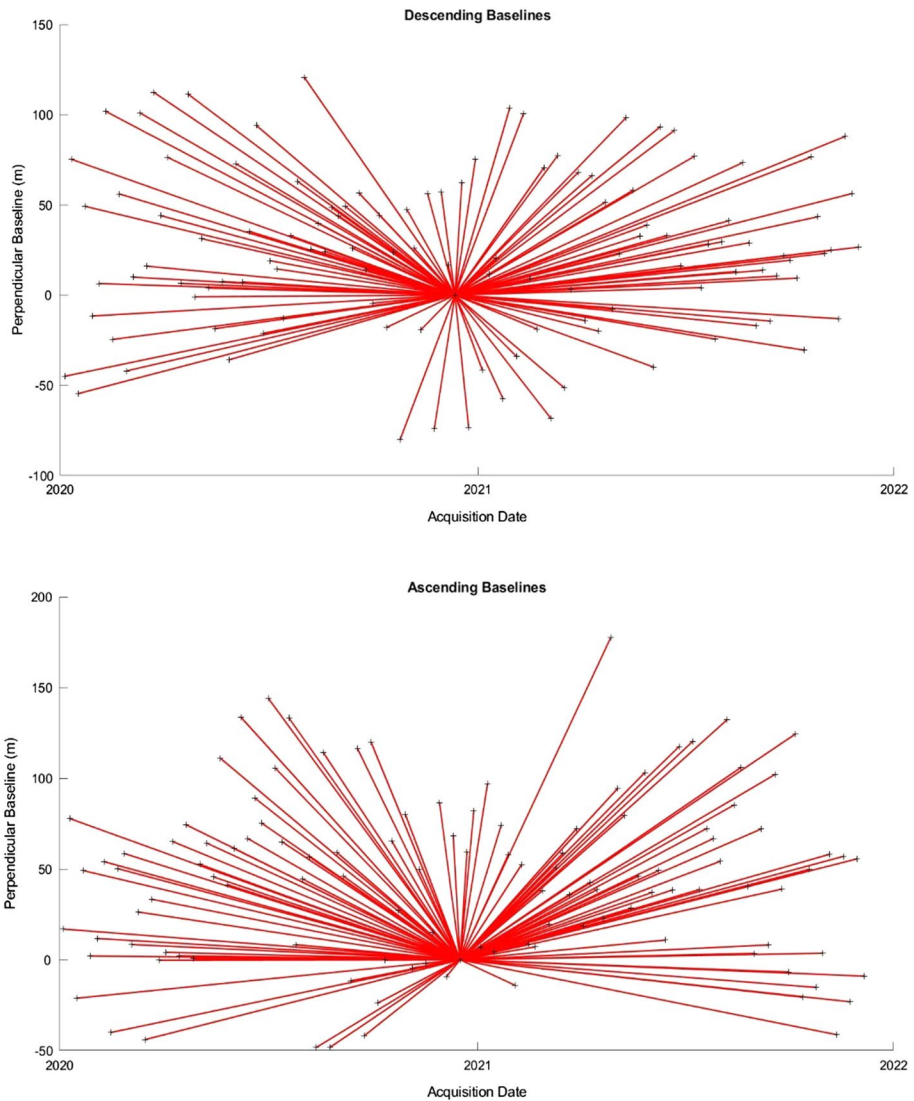 Descending Baselines
150
100
50
0
-50
-100
Perpendicular Baseline (m)
2020 2021 2022
Acquisition Date
Ascending Baselines
200
150
100
50
0
-50
Perpendicular Baseline (m)
2020 2021 2022
Acquisition Date